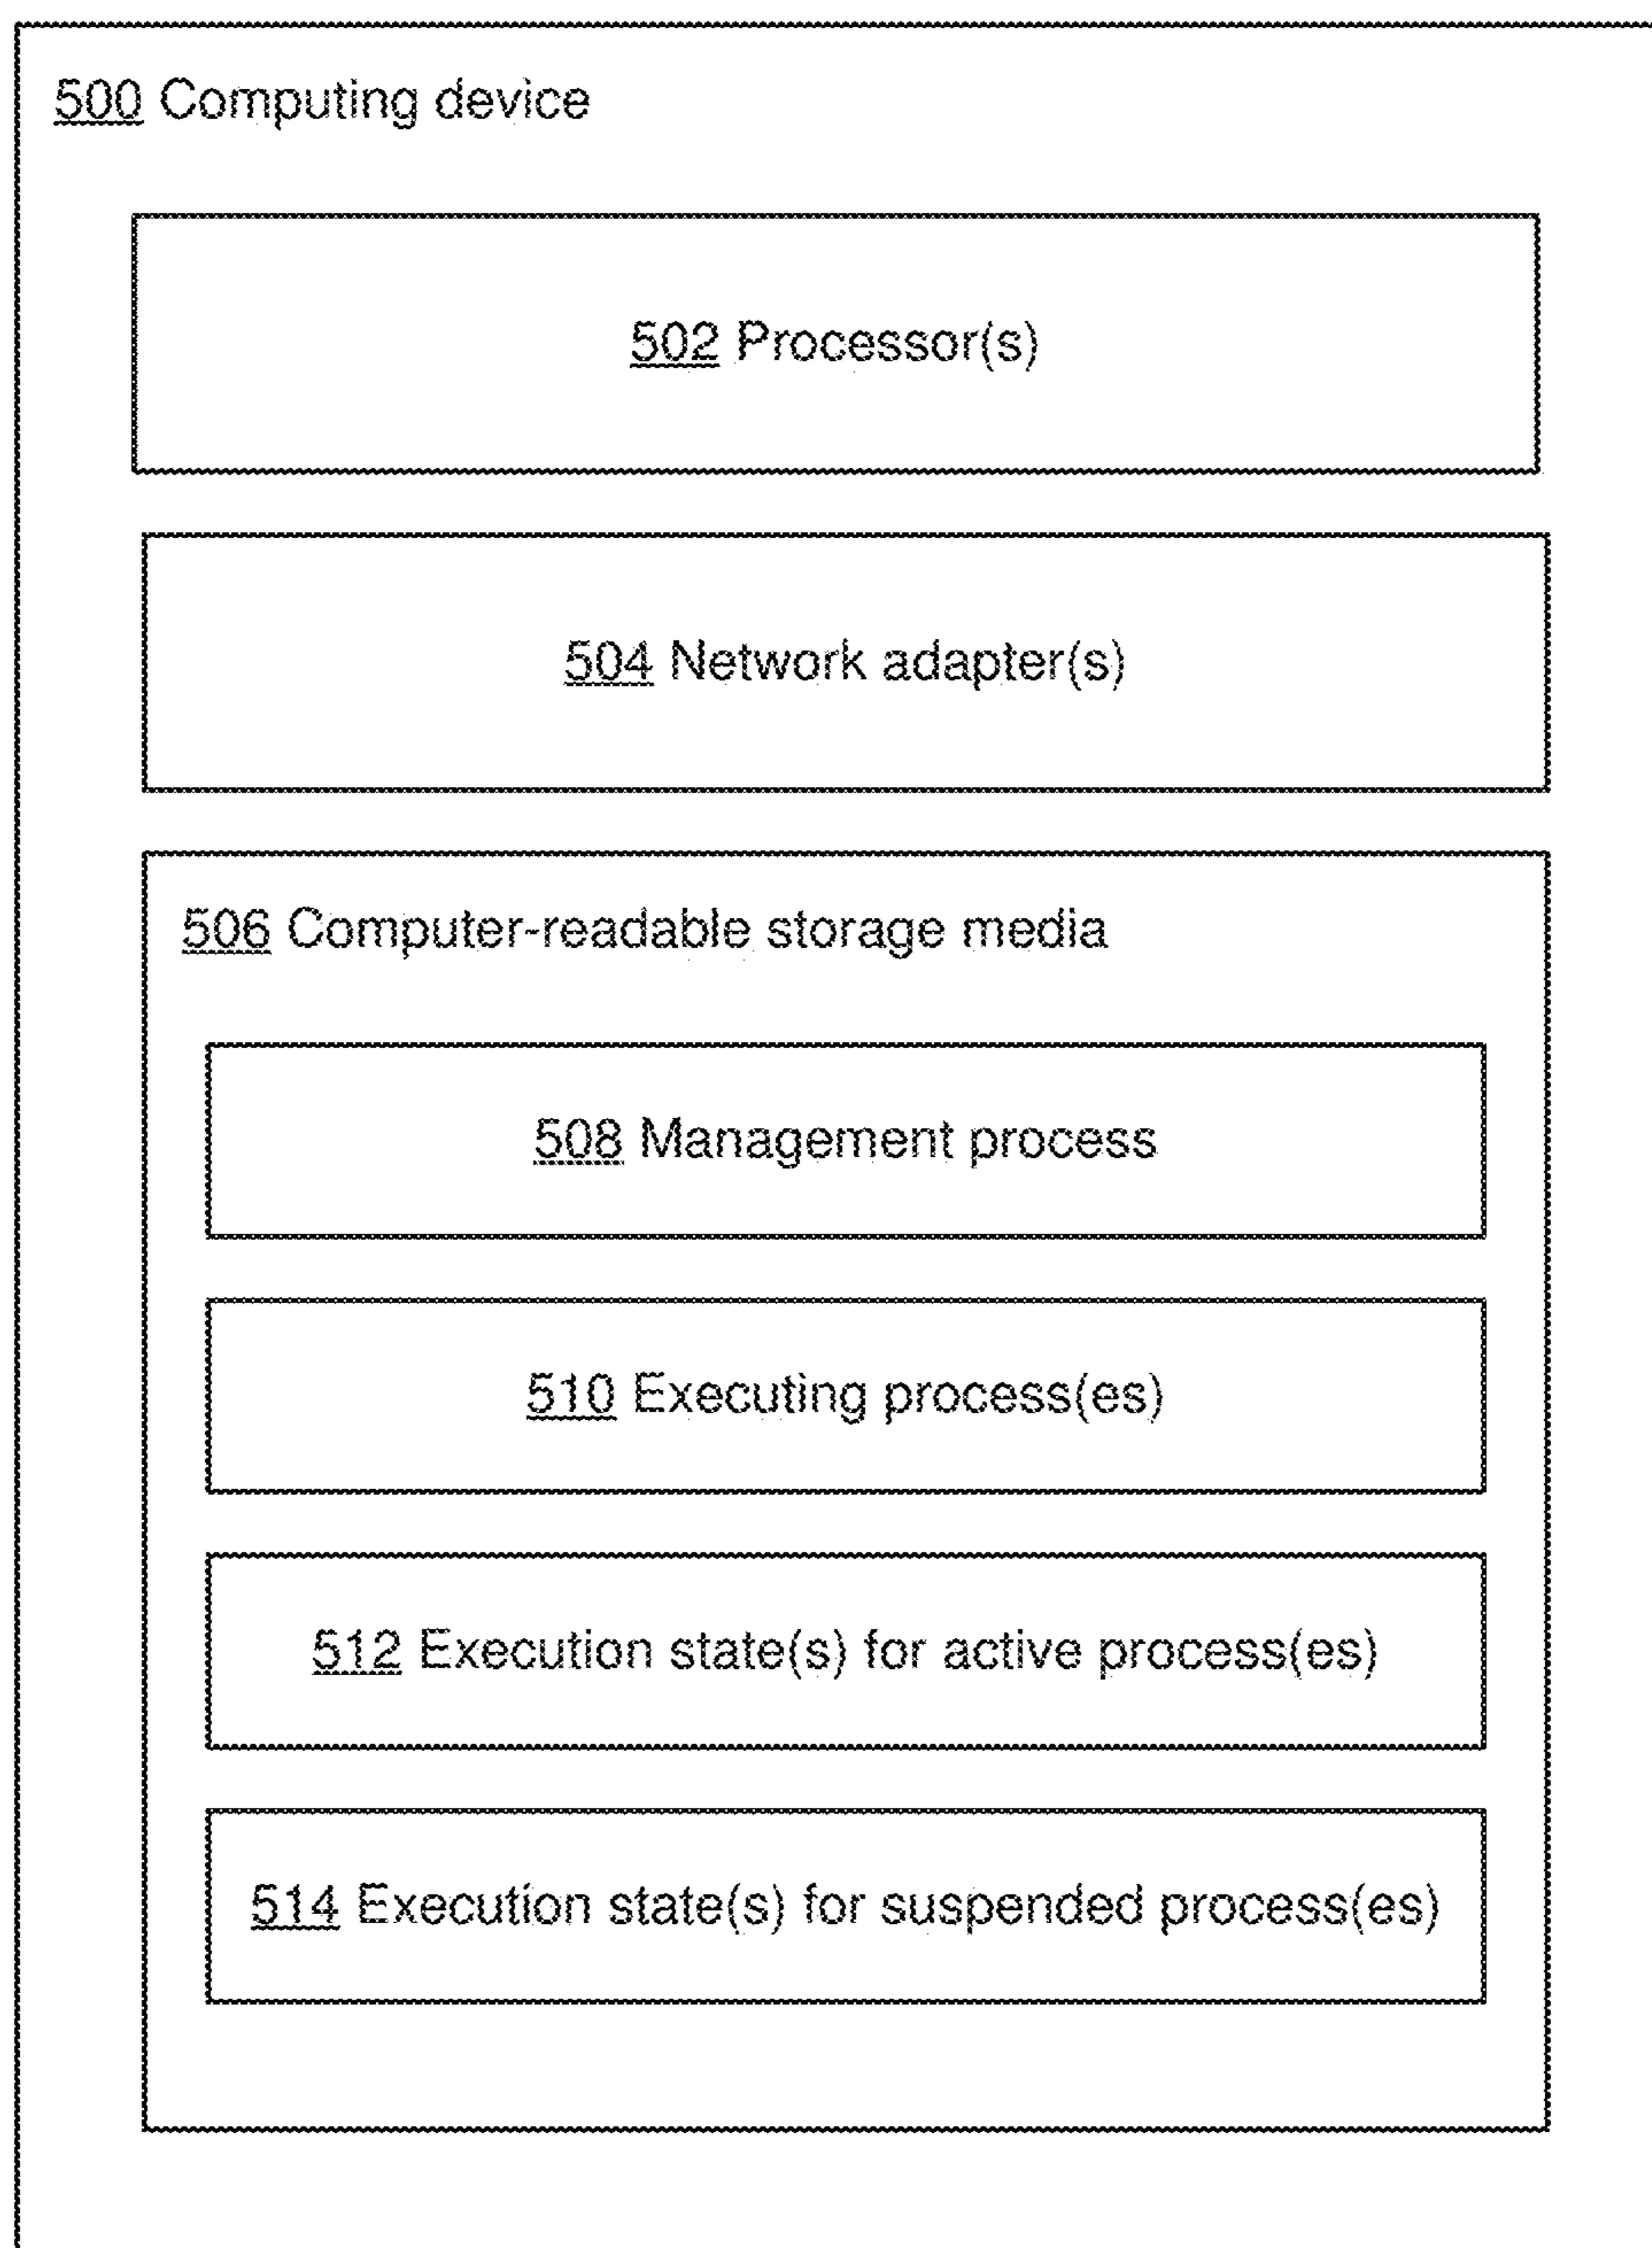 500 Computing device
502 Processor(s)
504 Network adapter(s)
506 Computer-readable storage media
508 Management process
510 Executing process(es)
512 Execution state(s) for active process(es)
514 Execution state(s) for suspended process(es)